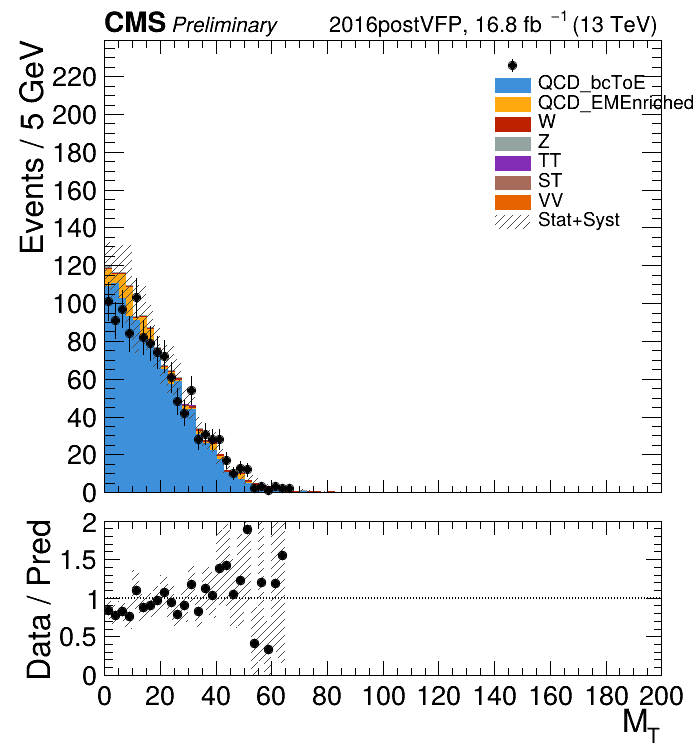 CMS Preliminary 2016postVFP, 16.8 fb⁻¹ (13 TeV)
Events / 5 GeV
220
200
180
160
140
120
100
80
60
40
20
0
QCD_bcToE
QCD_EMEnriched
W
Z
TT
ST
VV
Stat+Syst
Data / Pred
2
1.5
1
0.5
0
0 20 40 60 80 100 120 140 160 180 200
M_T